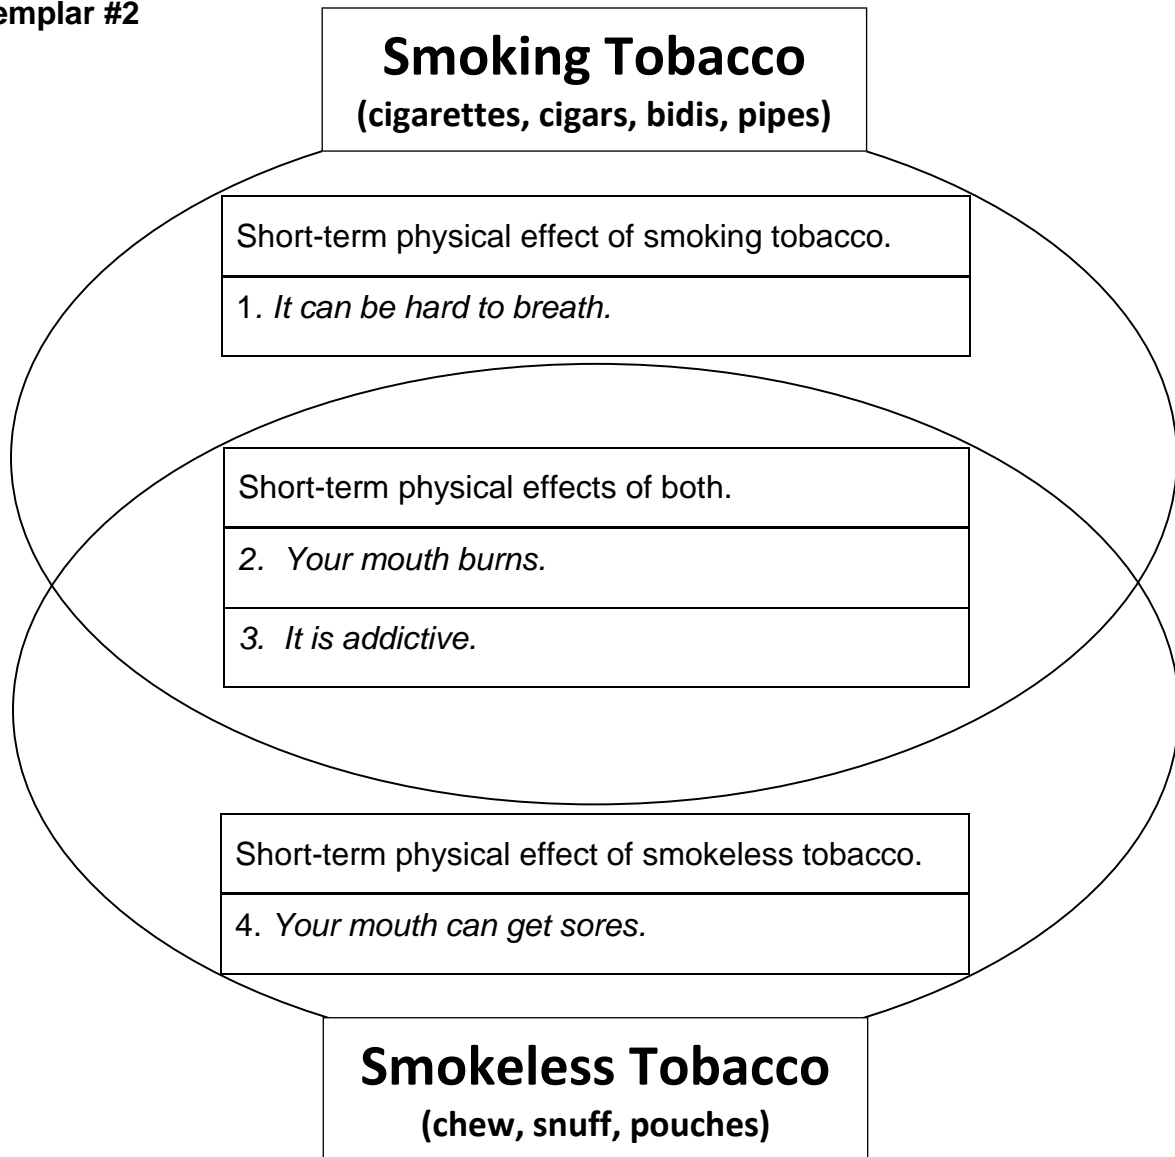 emplar #2
Smoking Tobacco
(cigarettes, cigars, bidis, pipes)
Short-term physical effect of smoking tobacco.
1. It can be hard to breath.
Short-term physical effects of both.
2. Your mouth burns.
3. It is addictive.
Short-term physical effect of smokeless tobacco.
4. Your mouth can get sores.
Smokeless Tobacco
(chew, snuff, pouches)